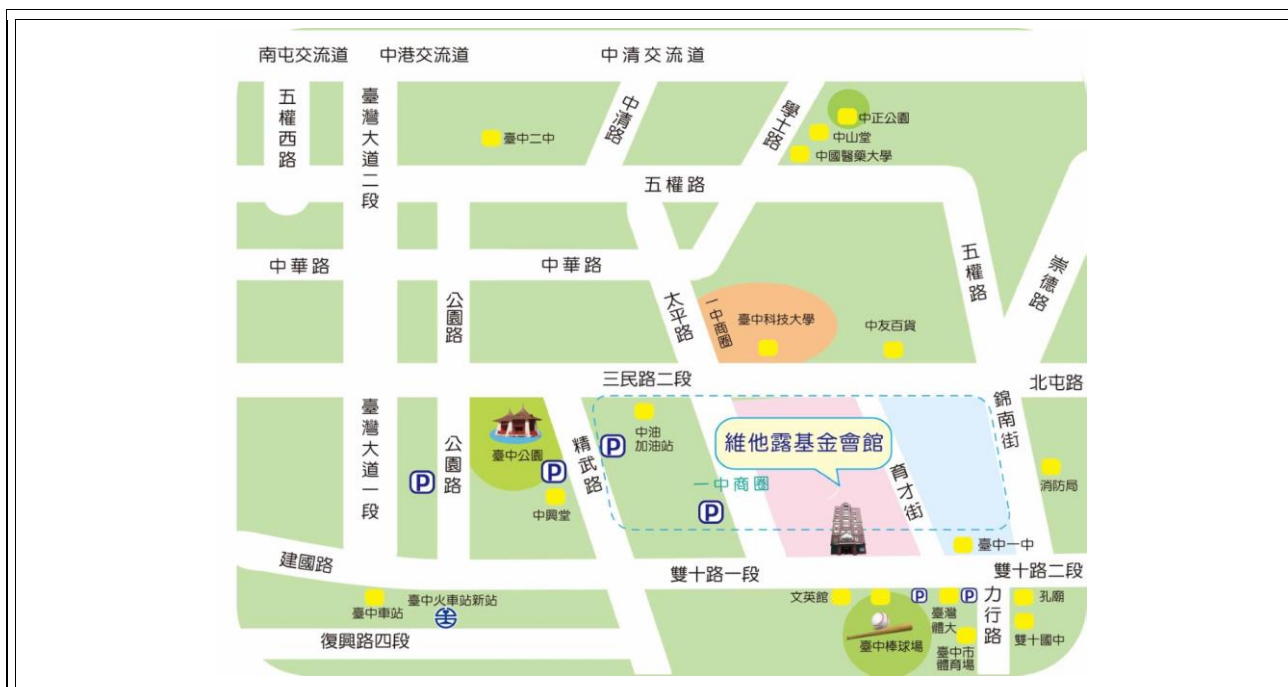 南屯交流道
中港交流道
中清交流道
五權西路
臺灣大道二段
中清路
學士路
中正公園
中山堂
中國醫藥大學
臺中二中
五權路
中華路
中華路
五權路
崇德路
公園路
太平路
一中商圈
臺中科技大學
中友百貨
三民路二段
北屯路
臺灣大道一段
公園路
臺中公園
精武路
中油
加油站
維他露基金會館
錦南街
P
P
P
中興堂
一中商圈
P
育才街
消防局
臺中一中
建國路
雙十路一段
雙十路二段
臺中車站
臺中火車站新站
文英館
P
臺灣
體大
P
力行路
孔廟
臺中棒球場
臺中市
體育場
雙十國中
復興路四段